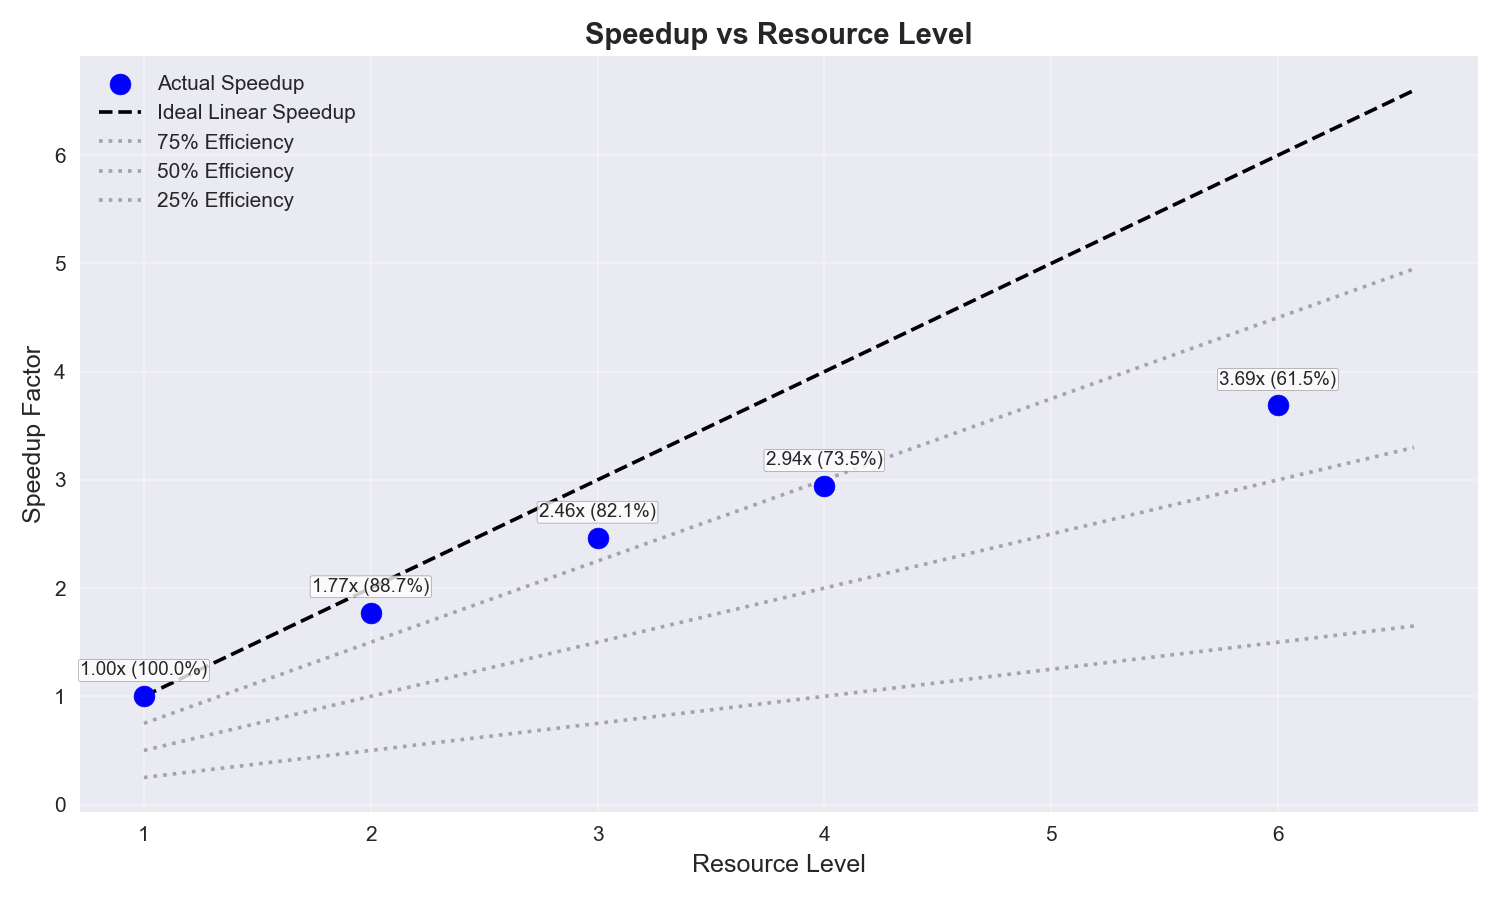 Speedup vs Resource Level
Actual Speedup
Ideal Linear Speedup
75% Efficiency
50% Efficiency
25% Efficiency
Speedup Factor
6
5
4
3
2
1
0
3.69x (61.5%)
2.94x (73.5%)
2.46x (82.1%)
1.77x (88.7%)
1.00x (100.0%)
1 2 3 4 5 6
Resource Level